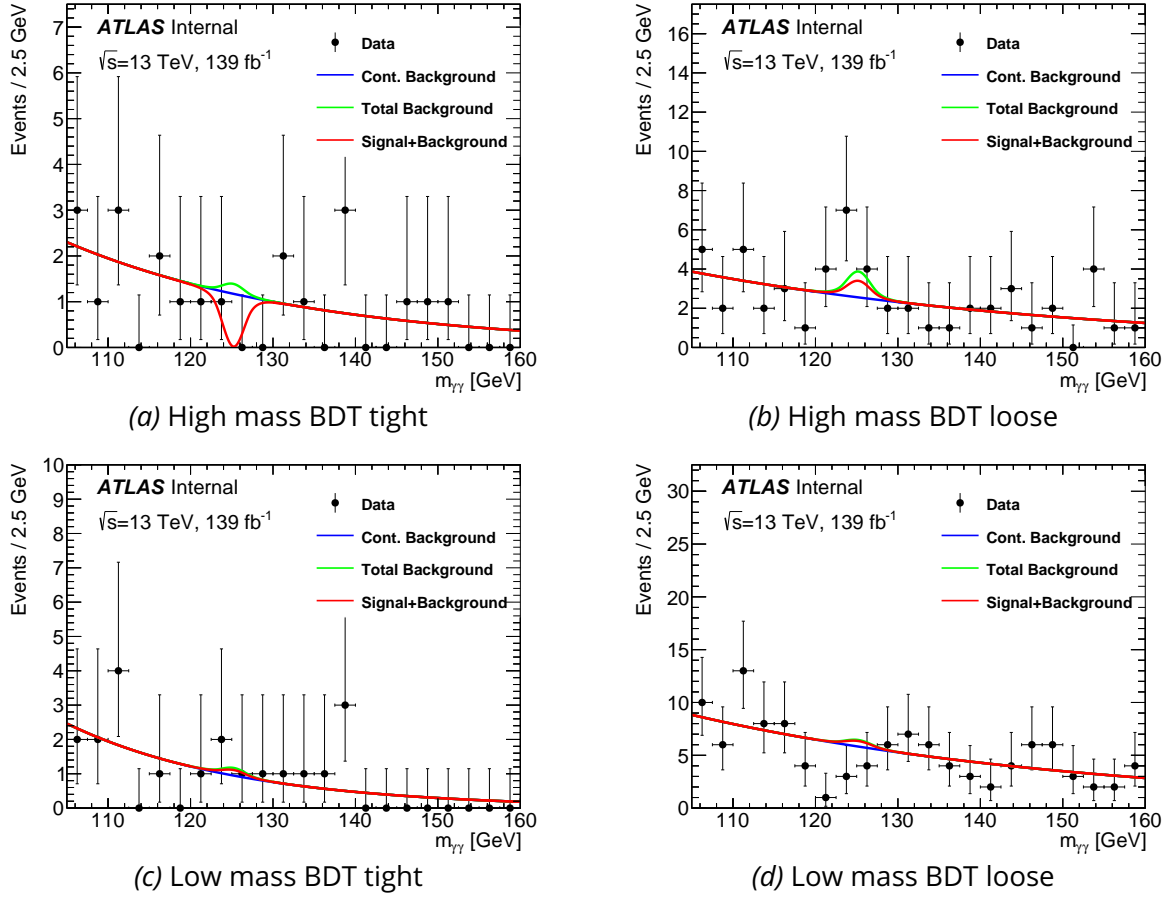 ATLAS Internal
√s=13 TeV, 139 fb⁻¹
Data
Cont. Background
Total Background
Signal+Background
Events / 2.5 GeV
7
6
5
4
3
2
1
0
110 120 130 140 150 160
mγγ [GeV]
(a) High mass BDT tight
ATLAS Internal
√s=13 TeV, 139 fb⁻¹
Data
Cont. Background
Total Background
Signal+Background
Events / 2.5 GeV
16
14
12
10
8
6
4
2
0
110 120 130 140 150 160
mγγ [GeV]
(b) High mass BDT loose
ATLAS Internal
√s=13 TeV, 139 fb⁻¹
Data
Cont. Background
Total Background
Signal+Background
Events / 2.5 GeV
10
9
8
7
6
5
4
3
2
1
0
110 120 130 140 150 160
mγγ [GeV]
(c) Low mass BDT tight
ATLAS Internal
√s=13 TeV, 139 fb⁻¹
Data
Cont. Background
Total Background
Signal+Background
Events / 2.5 GeV
30
25
20
15
10
5
0
110 120 130 140 150 160
mγγ [GeV]
(d) Low mass BDT loose